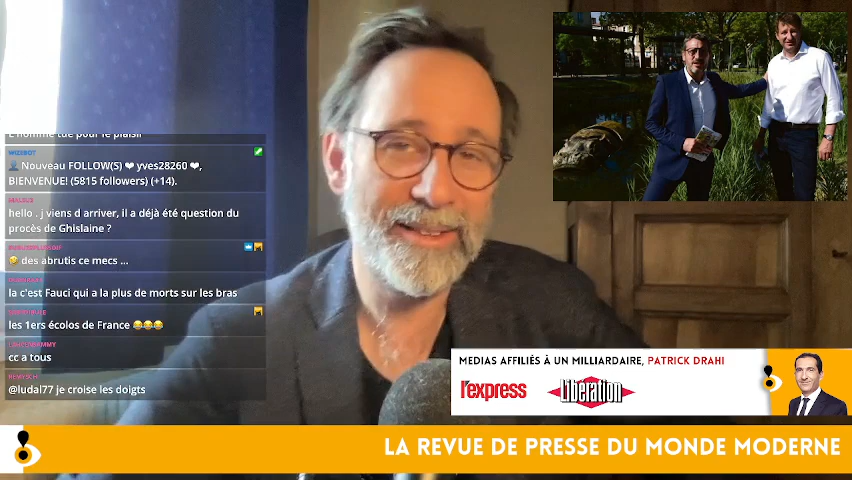 L'homme tue pour le plaisir
WIZEBOT
Nouveau FOLLOW(S) ❤ yves28260 ❤,
BIENVENUE! (5815 followers) (+14).
hello . j viens d arriver, il a déjà été question du
procès de Ghislaine ?
🤣 des abrutis ce mecs ...
la c'est Fauci qui a la plus de morts sur les bras
les 1ers écolos de France 😂😂😂
cc a tous
@ludal77 je croise les doigts
MEDIAS AFFILIÉS À UN MILLIARDAIRE, PATRICK DRAHI
l'express
Libération
LA REVUE DE PRESSE DU MONDE MODERNE